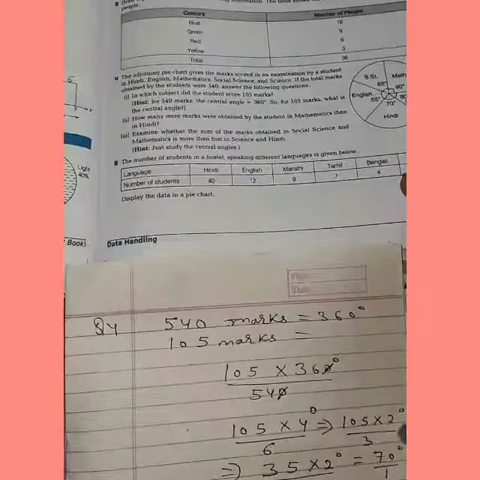 Colours Number of People
Blue 18
Green 9
Red 6
Yellow 3
Total 36
The adjoining pie chart gives the marks scored in an examination by a student
in Hindi, English, Mathematics, Social Science and Science. If the total marks
obtained by the students were 540, answer the following questions.
(i) In which subject did the student score 105 marks?
(Hint: for 540 marks, the central angle = 360°. So, for 105 marks, what is
the central angle?)
(ii) How many more marks were obtained by the student in Mathematics than
in Hindi?
(iii) Examine whether the sum of the marks obtained in Social Science and
Mathematics is more than that in Science and Hindi.
(Hint: Just study the central angles.)
S.Sc.
65°
Math
90°
English
55°
70°
Hindi
The number of students in a hostel, speaking different languages is given below.
Language Hindi English Marathi Tamil Bengali
Number of students 40 12 9 7 4
Display the data in a pie chart.
Light
40%
Book)
Data Handling
Date
Q4 540 marks = 360°
105 marks =
105 × 360°
540
105 × 4° ⇒ 105 × 2°
6 3
⇒ 35 × 2° = 70°
1